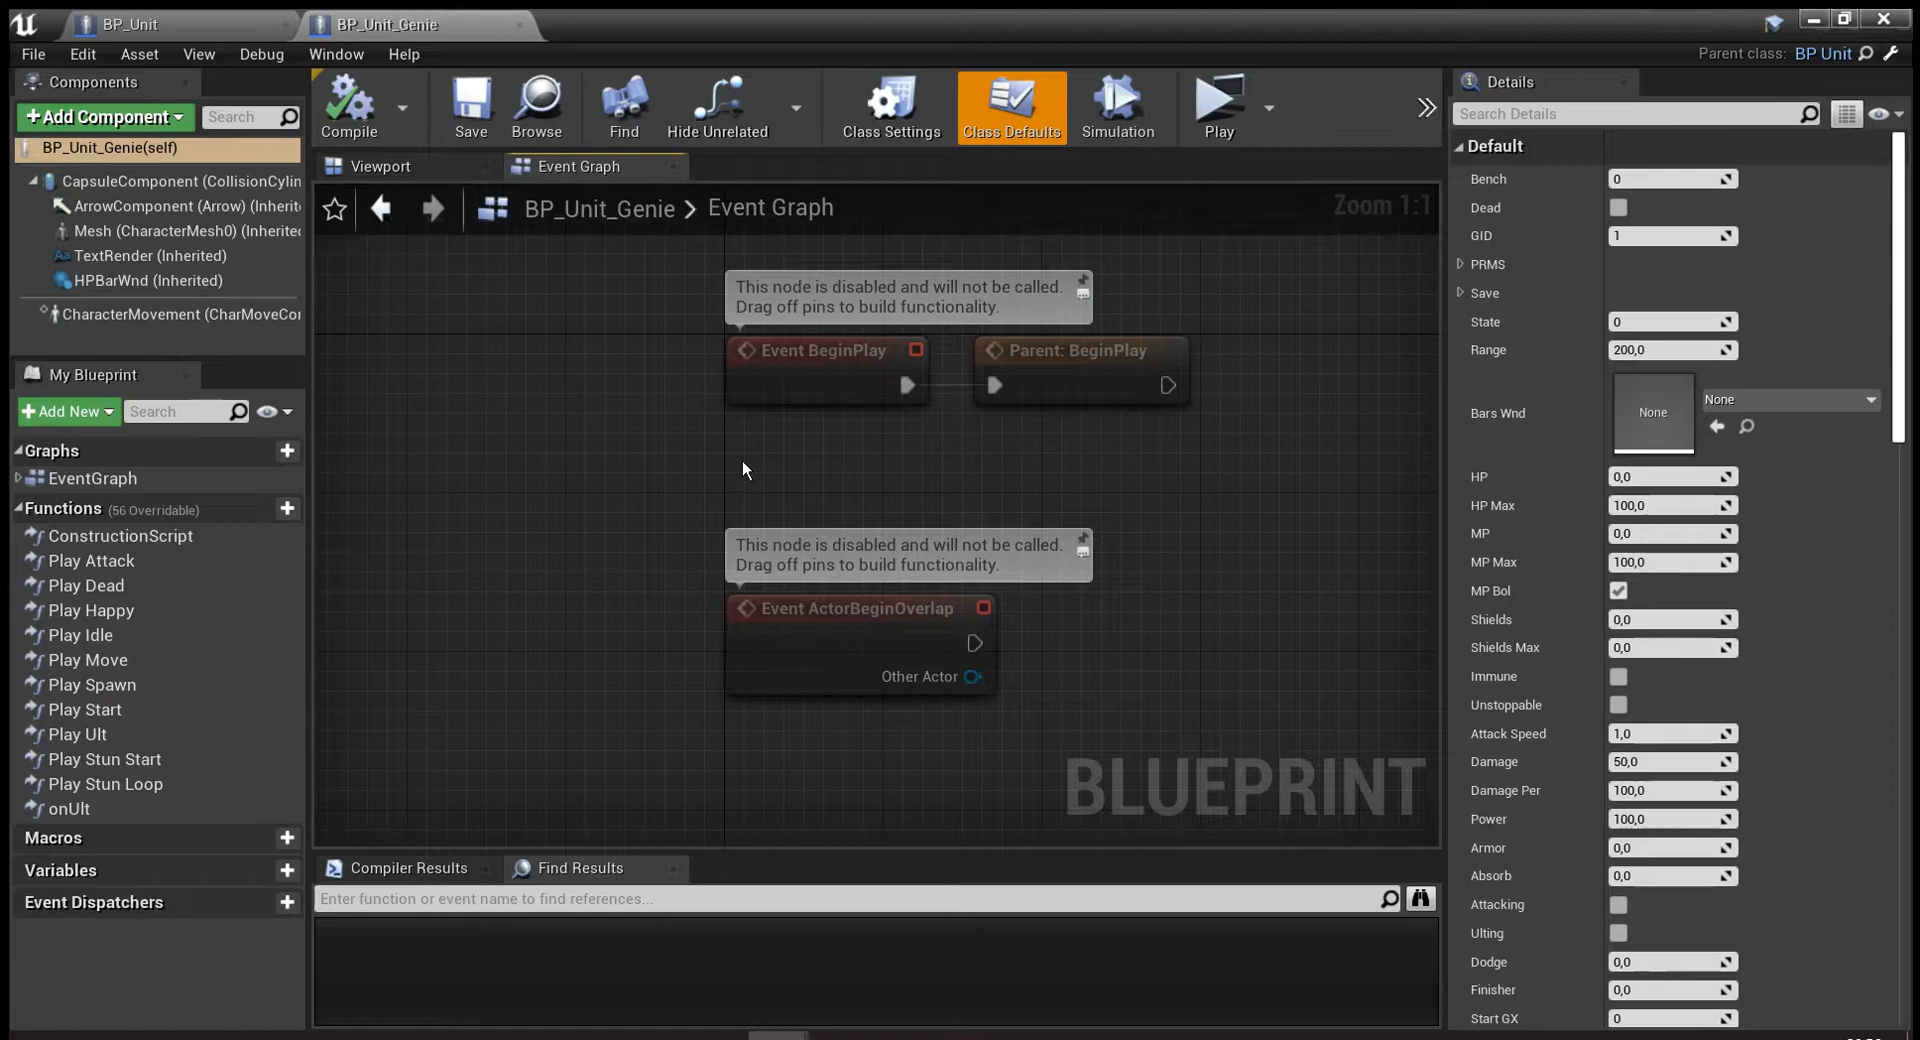 BP_Unit
BP_Unit_Genie
File Edit Asset View Debug Window Help
Parent class: BP Unit
Components
+Add Component
Search
BP_Unit_Genie(self)
CapsuleComponent (CollisionCylin
ArrowComponent (Arrow) (Inherit
Mesh (CharacterMesh0) (Inherited
TextRender (Inherited)
HPBarWnd (Inherited)
CharacterMovement (CharMoveCor
My Blueprint
+Add New
Search
Graphs
EventGraph
Functions (56 Overridable)
ConstructionScript
Play Attack
Play Dead
Play Happy
Play Idle
Play Move
Play Spawn
Play Start
Play Ult
Play Stun Start
Play Stun Loop
onUlt
Macros
Variables
Event Dispatchers
Compile Save Browse Find Hide Unrelated Class Settings Class Defaults Simulation Play
Viewport
Event Graph
BP_Unit_Genie > Event Graph
Zoom 1:1
This node is disabled and will not be called.
Drag off pins to build functionality.
Event BeginPlay
Parent: BeginPlay
This node is disabled and will not be called.
Drag off pins to build functionality.
Event ActorBeginOverlap
Other Actor
BLUEPRINT
Compiler Results
Find Results
Enter function or event name to find references...
Details
Search Details
Default
Bench 0
Dead
GID 1
PRMS
Save
State 0
Range 200,0
Bars Wnd None None
HP 0,0
HP Max 100,0
MP 0,0
MP Max 100,0
MP Bol
Shields 0,0
Shields Max 0,0
Immune
Unstoppable
Attack Speed 1,0
Damage 50,0
Damage Per 100,0
Power 100,0
Armor 0,0
Absorb 0,0
Attacking
Ulting
Dodge 0,0
Finisher 0,0
Start GX 0